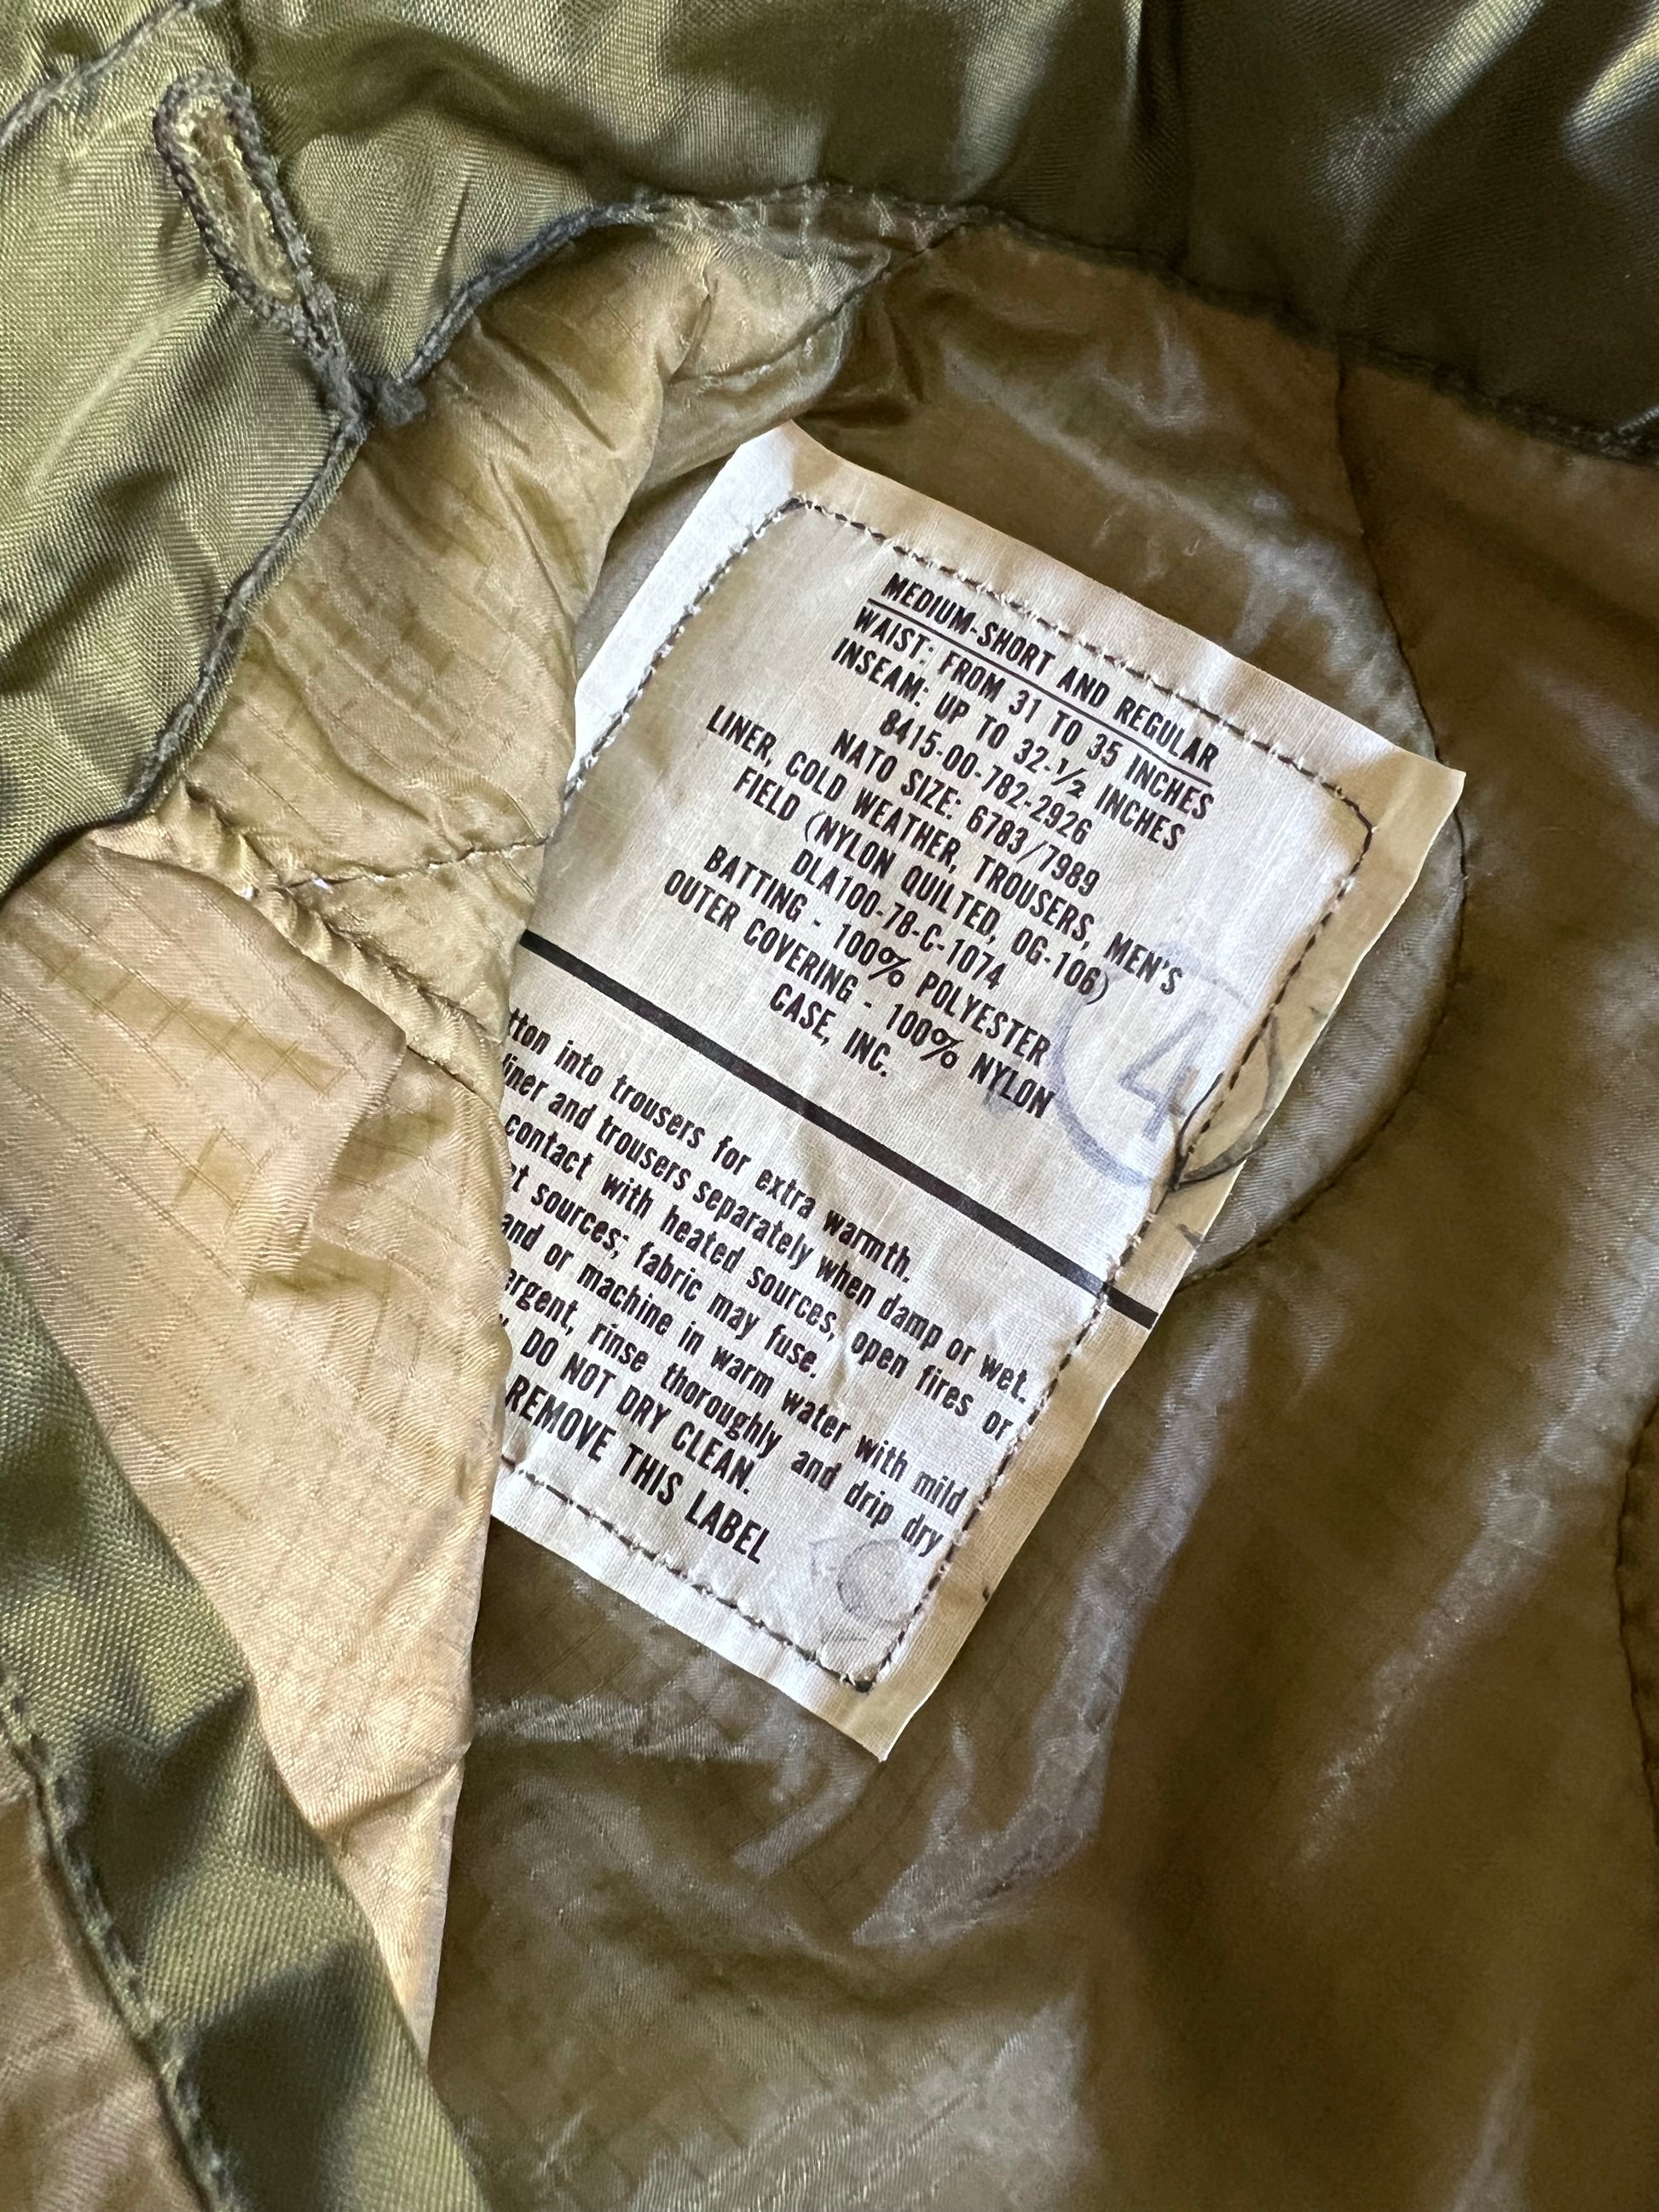 MEDIUM-SHORT AND REGULAR
WAIST: FROM 31 TO 35 INCHES
INSEAM: UP TO 32-½ INCHES
8415-00-782-2926
NATO SIZE: 6783/7989
LINER, COLD WEATHER, TROUSERS, MEN'S
FIELD (NYLON QUILTED, OG-106)
DLA100-78-C-1074
BATTING - 100% POLYESTER
OUTER COVERING - 100% NYLON
CASE, INC.
4
into trousers for extra warmth.
and trousers separately when damp or wet.
contact with heated sources, open fires or
sources; fabric may fuse.
or machine in warm water with mild
rinse thoroughly and drip dry
DO NOT DRY CLEAN.
REMOVE THIS LABEL